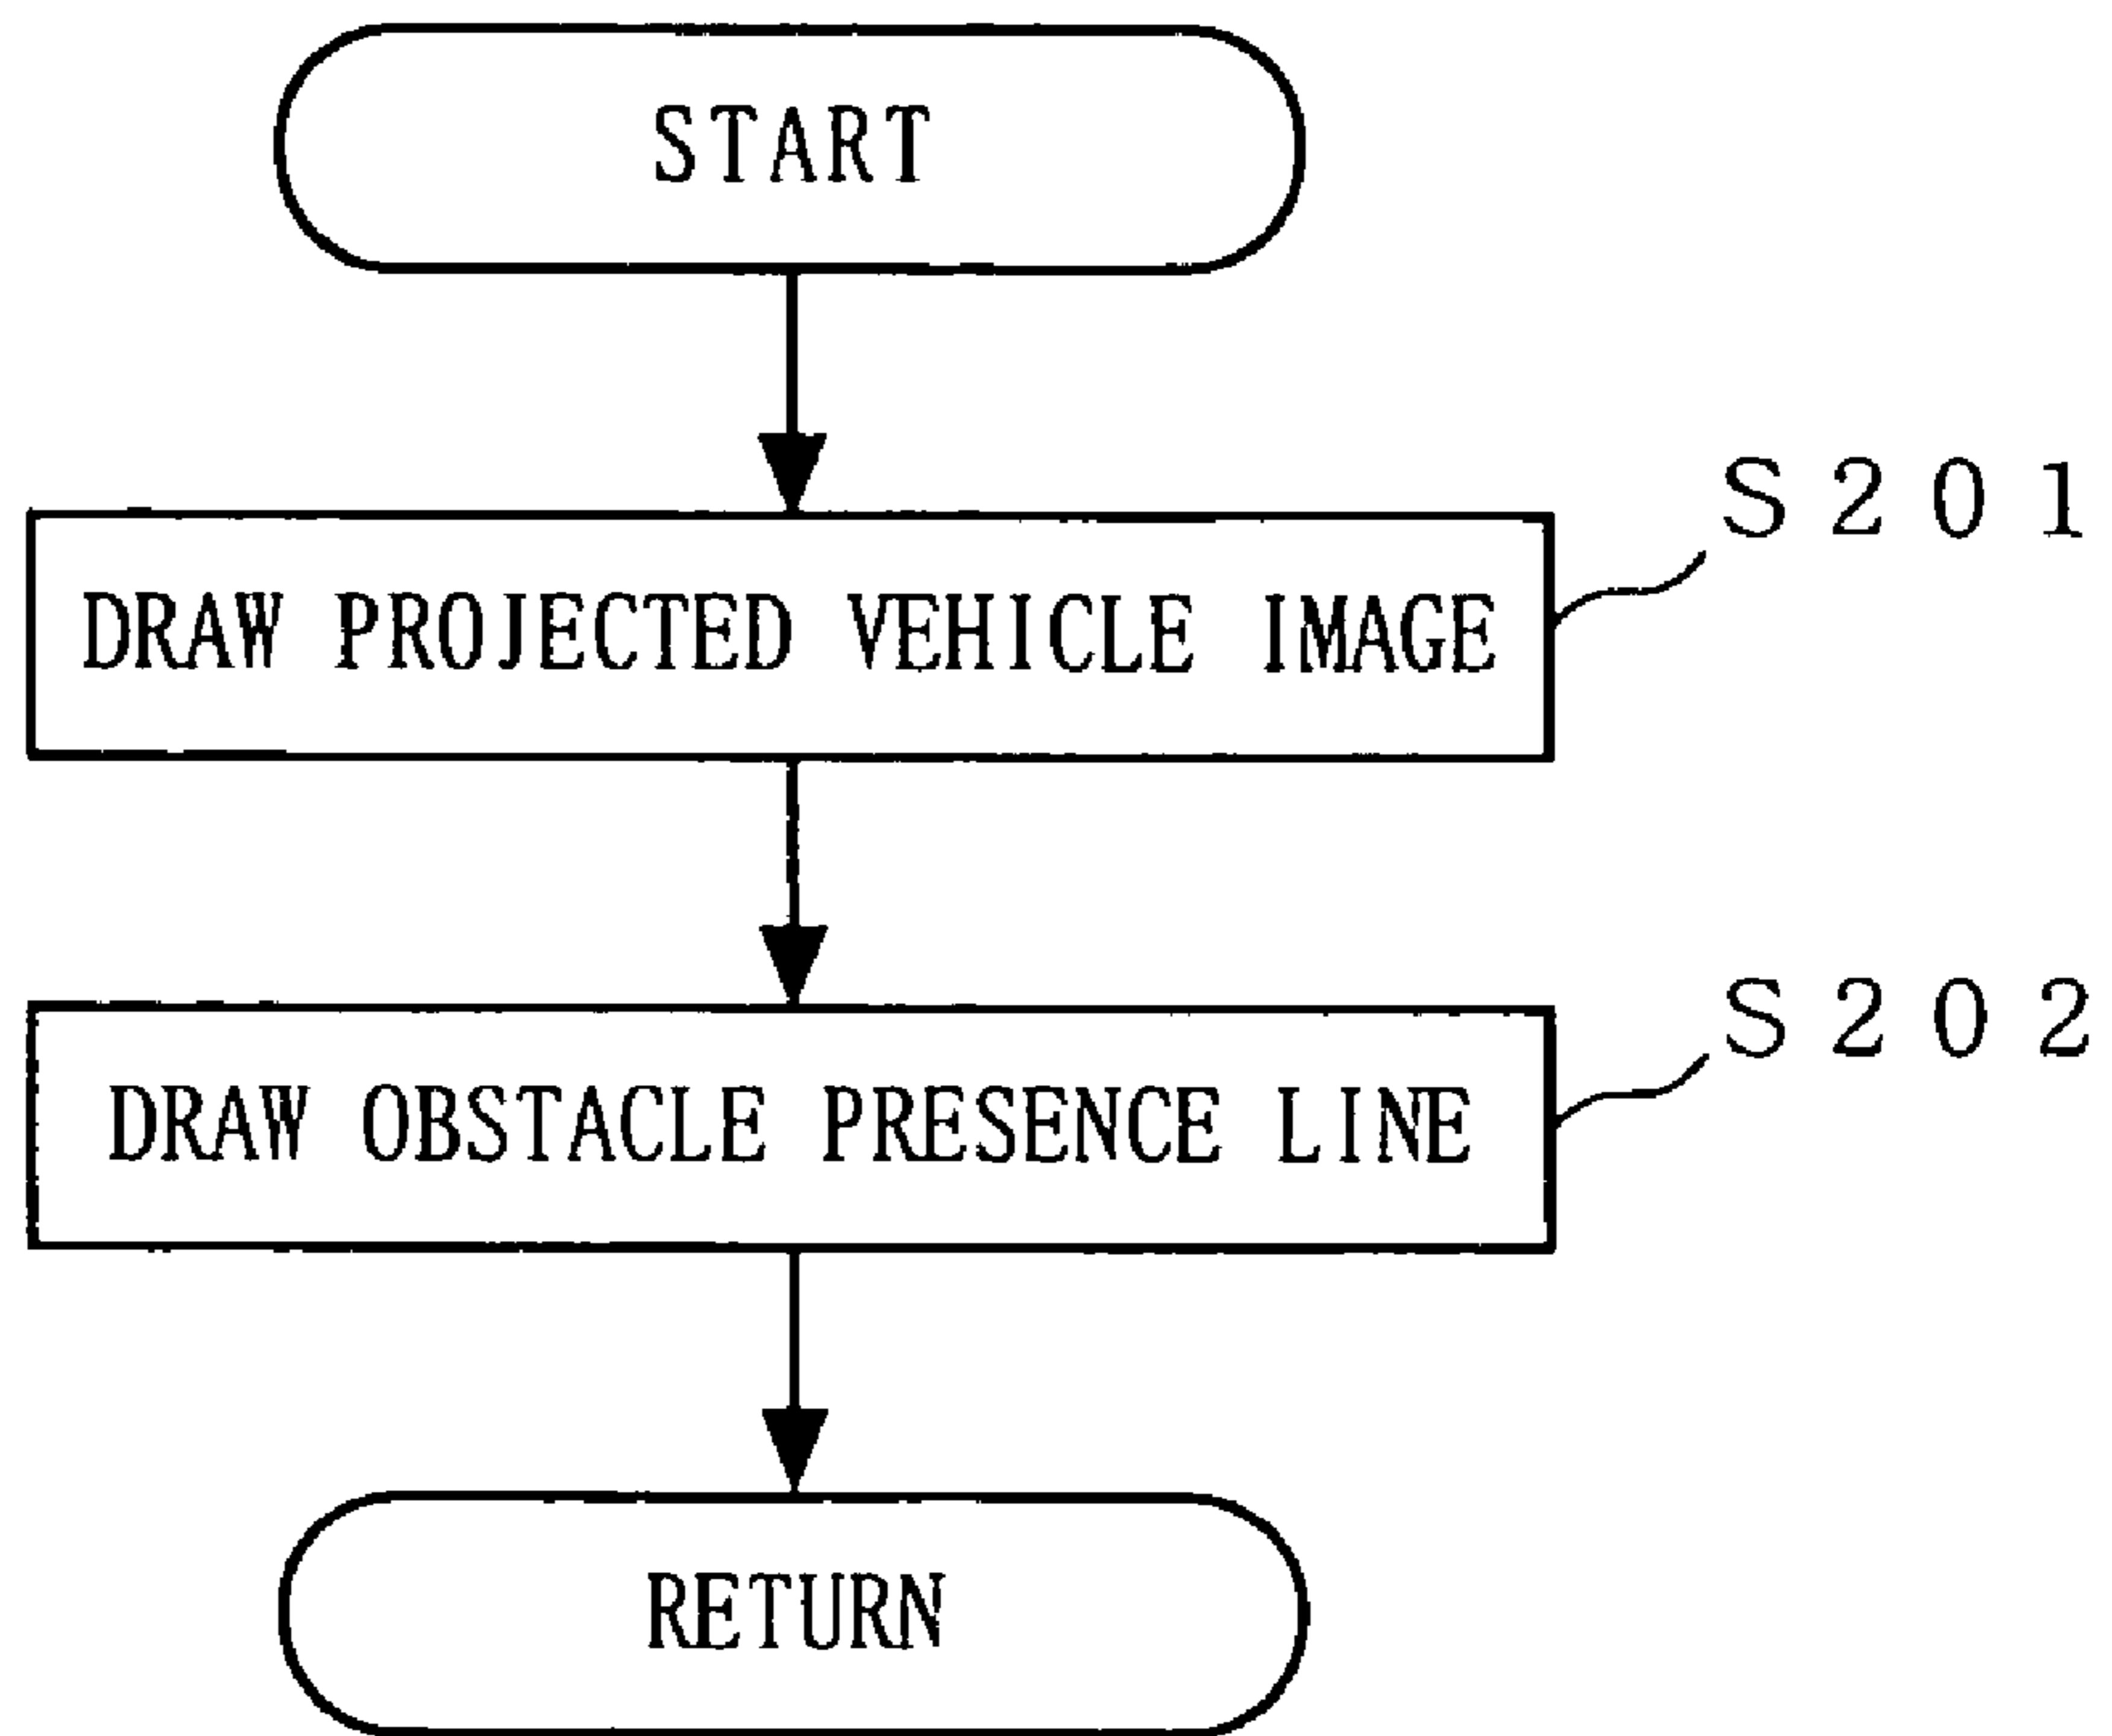 START
S201
DRAW PROJECTED VEHICLE IMAGE
S202
DRAW OBSTACLE PRESENCE LINE
RETURN